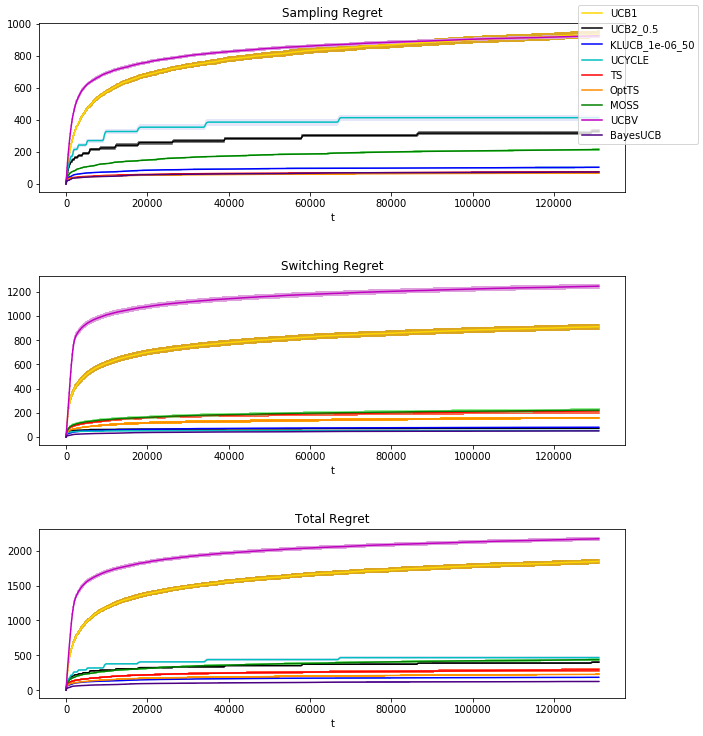 Sampling Regret
1000
800
600
400
200
0
0
20000
40000
60000
80000
100000
120000
t
UCB1
UCB2_0.5
KLUCB_1e-06_50
UCYCLE
TS
OptTS
MOSS
UCBV
BayesUCB
Switching Regret
1200
1000
800
600
400
200
0
0
20000
40000
60000
80000
100000
120000
t
Total Regret
2000
1500
1000
500
0
0
20000
40000
60000
80000
100000
120000
t